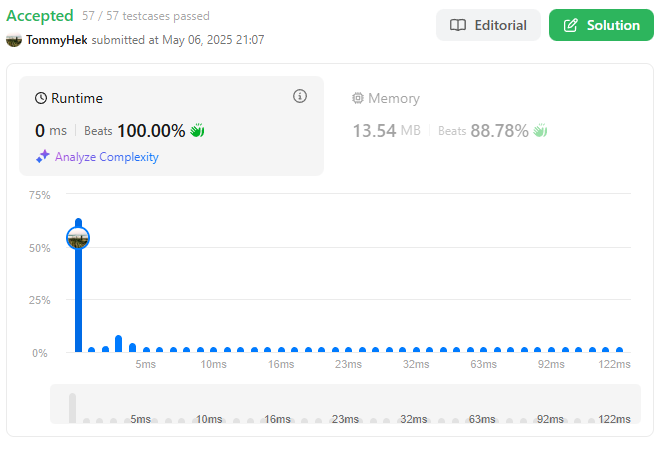 Accepted 57 / 57 testcases passed
Editorial
Solution
TommyHek submitted at May 06, 2025 21:07
Runtime
0 ms Beats 100.00%
Analyze Complexity
Memory
13.54 MB Beats 88.78%
75%
50%
25%
0%
5ms 10ms 16ms 23ms 32ms 63ms 92ms 122ms
5ms 10ms 16ms 23ms 32ms 63ms 92ms 122ms